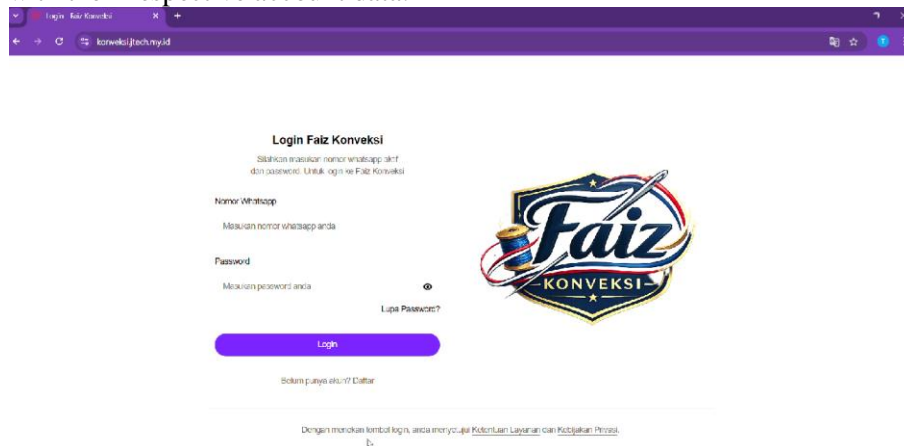 Login Faiz Konveksi
konveksi.jtech.my.id
Login Faiz Konveksi
Silahkan masukan nomor whatsapp aktif
dan password. Untuk login ke Faiz Konveksi
Nomor Whatsapp
Masukan nomor whatsapp anda
Password
Masukan password anda
Lupa Password?
Login
Belum punya akun? Daftar
Faiz
KONVEKSI
Dengan menekan tombol login, anda menyetujui Ketentuan Layanan dan Kebijakan Privasi.